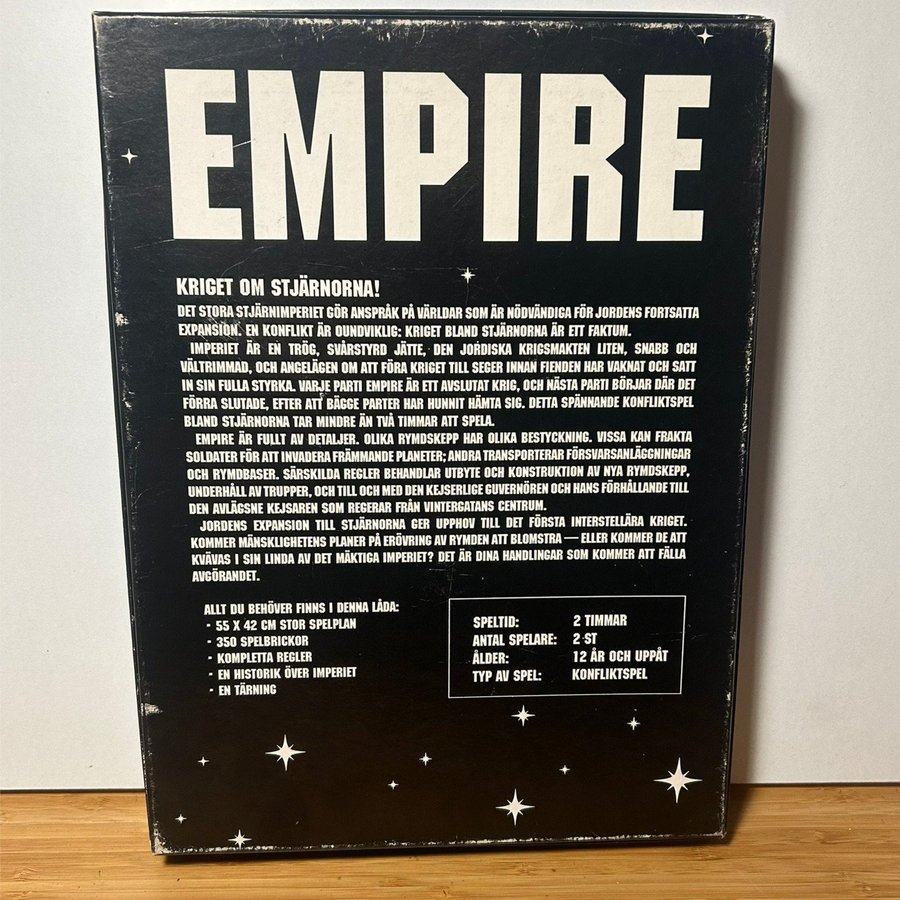 EMPIRE
KRIGET OM STJÄRNORNA!
DET STORA STJÄRNIMPERIET GÖR ANSPRÅK PÅ VÄRLDAR SOM ÄR NÖDVÄNDIGA FÖR JORDENS FORTSATTA
EXPANSION. EN KONFLIKT ÄR OUNDVIKLIG: KRIGET BLAND STJÄRNORNA ÄR ETT FAKTUM.
IMPERIET ÄR EN TRÖG, SVÅRSTYRD JÄTTE, DEN JORDISKA KRIGSMAKTEN LITEN, SNABB OCH
VÄLTRIMMAD, OCH ANGELÄGEN OM ATT FÖRA KRIGET TILL SEGER INNAN FIENDEN HAR VAKNAT OCH SATT
IN SIN FULLA STYRKA. VARJE PARTI EMPIRE ÄR ETT AVSLUTAT KRIG, OCH NÄSTA PARTI BÖRJAR DÄR DET
FÖRRA SLUTADE, EFTER ATT BÄGGE PARTER HAR HUNNIT HÄMTA SIG. DETTA SPÄNNANDE KONFLIKTSPEL
BLAND STJÄRNORNA TAR MINDRE ÄN TVÅ TIMMAR ATT SPELA.
EMPIRE ÄR FULLT AV DETALJER. OLIKA RYMDSKEPP HAR OLIKA BESTYCKNING. VISSA KAN FRAKTA
SOLDATER FÖR ATT INVADERA FRÄMMANDE PLANETER; ANDRA TRANSPORTERAR FÖRSVARSANLÄGGNINGAR
OCH RYMDBASER. SÄRSKILDA REGLER BEHANDLAR UTBYTE OCH KONSTRUKTION AV NYA RYMDSKEPP,
UNDERHÅLL AV TRUPPER, OCH TILL OCH MED DEN KEJSERLIGE GUVERNÖREN OCH HANS FÖRHÅLLANDE TILL
DEN AVLÄGSNE KEJSAREN SOM REGERAR FRÅN VINTERGATANS CENTRUM.
JORDENS EXPANSION TILL STJÄRNORNA GER UPPHOV TILL DET FÖRSTA INTERSTELLÄRA KRIGET.
KOMMER MÄNSKLIGHETENS PLANER PÅ ERÖVRING AV RYMDEN ATT BLOMSTRA — ELLER KOMMER DE ATT
KVÄVAS I SIN LINDA AV DET MÄKTIGA IMPERIET? DET ÄR DINA HANDLINGAR SOM KOMMER ATT FÄLLA
AVGÖRANDET.
ALLT DU BEHÖVER FINNS I DENNA LÅDA:
· 55 X 42 CM STOR SPELPLAN
· 350 SPELBRICKOR
· KOMPLETTA REGLER
· EN HISTORIK ÖVER IMPERIET
· EN TÄRNING
SPELTID: 2 TIMMAR
ANTAL SPELARE: 2 ST
ÅLDER: 12 ÅR OCH UPPÅT
TYP AV SPEL: KONFLIKTSPEL